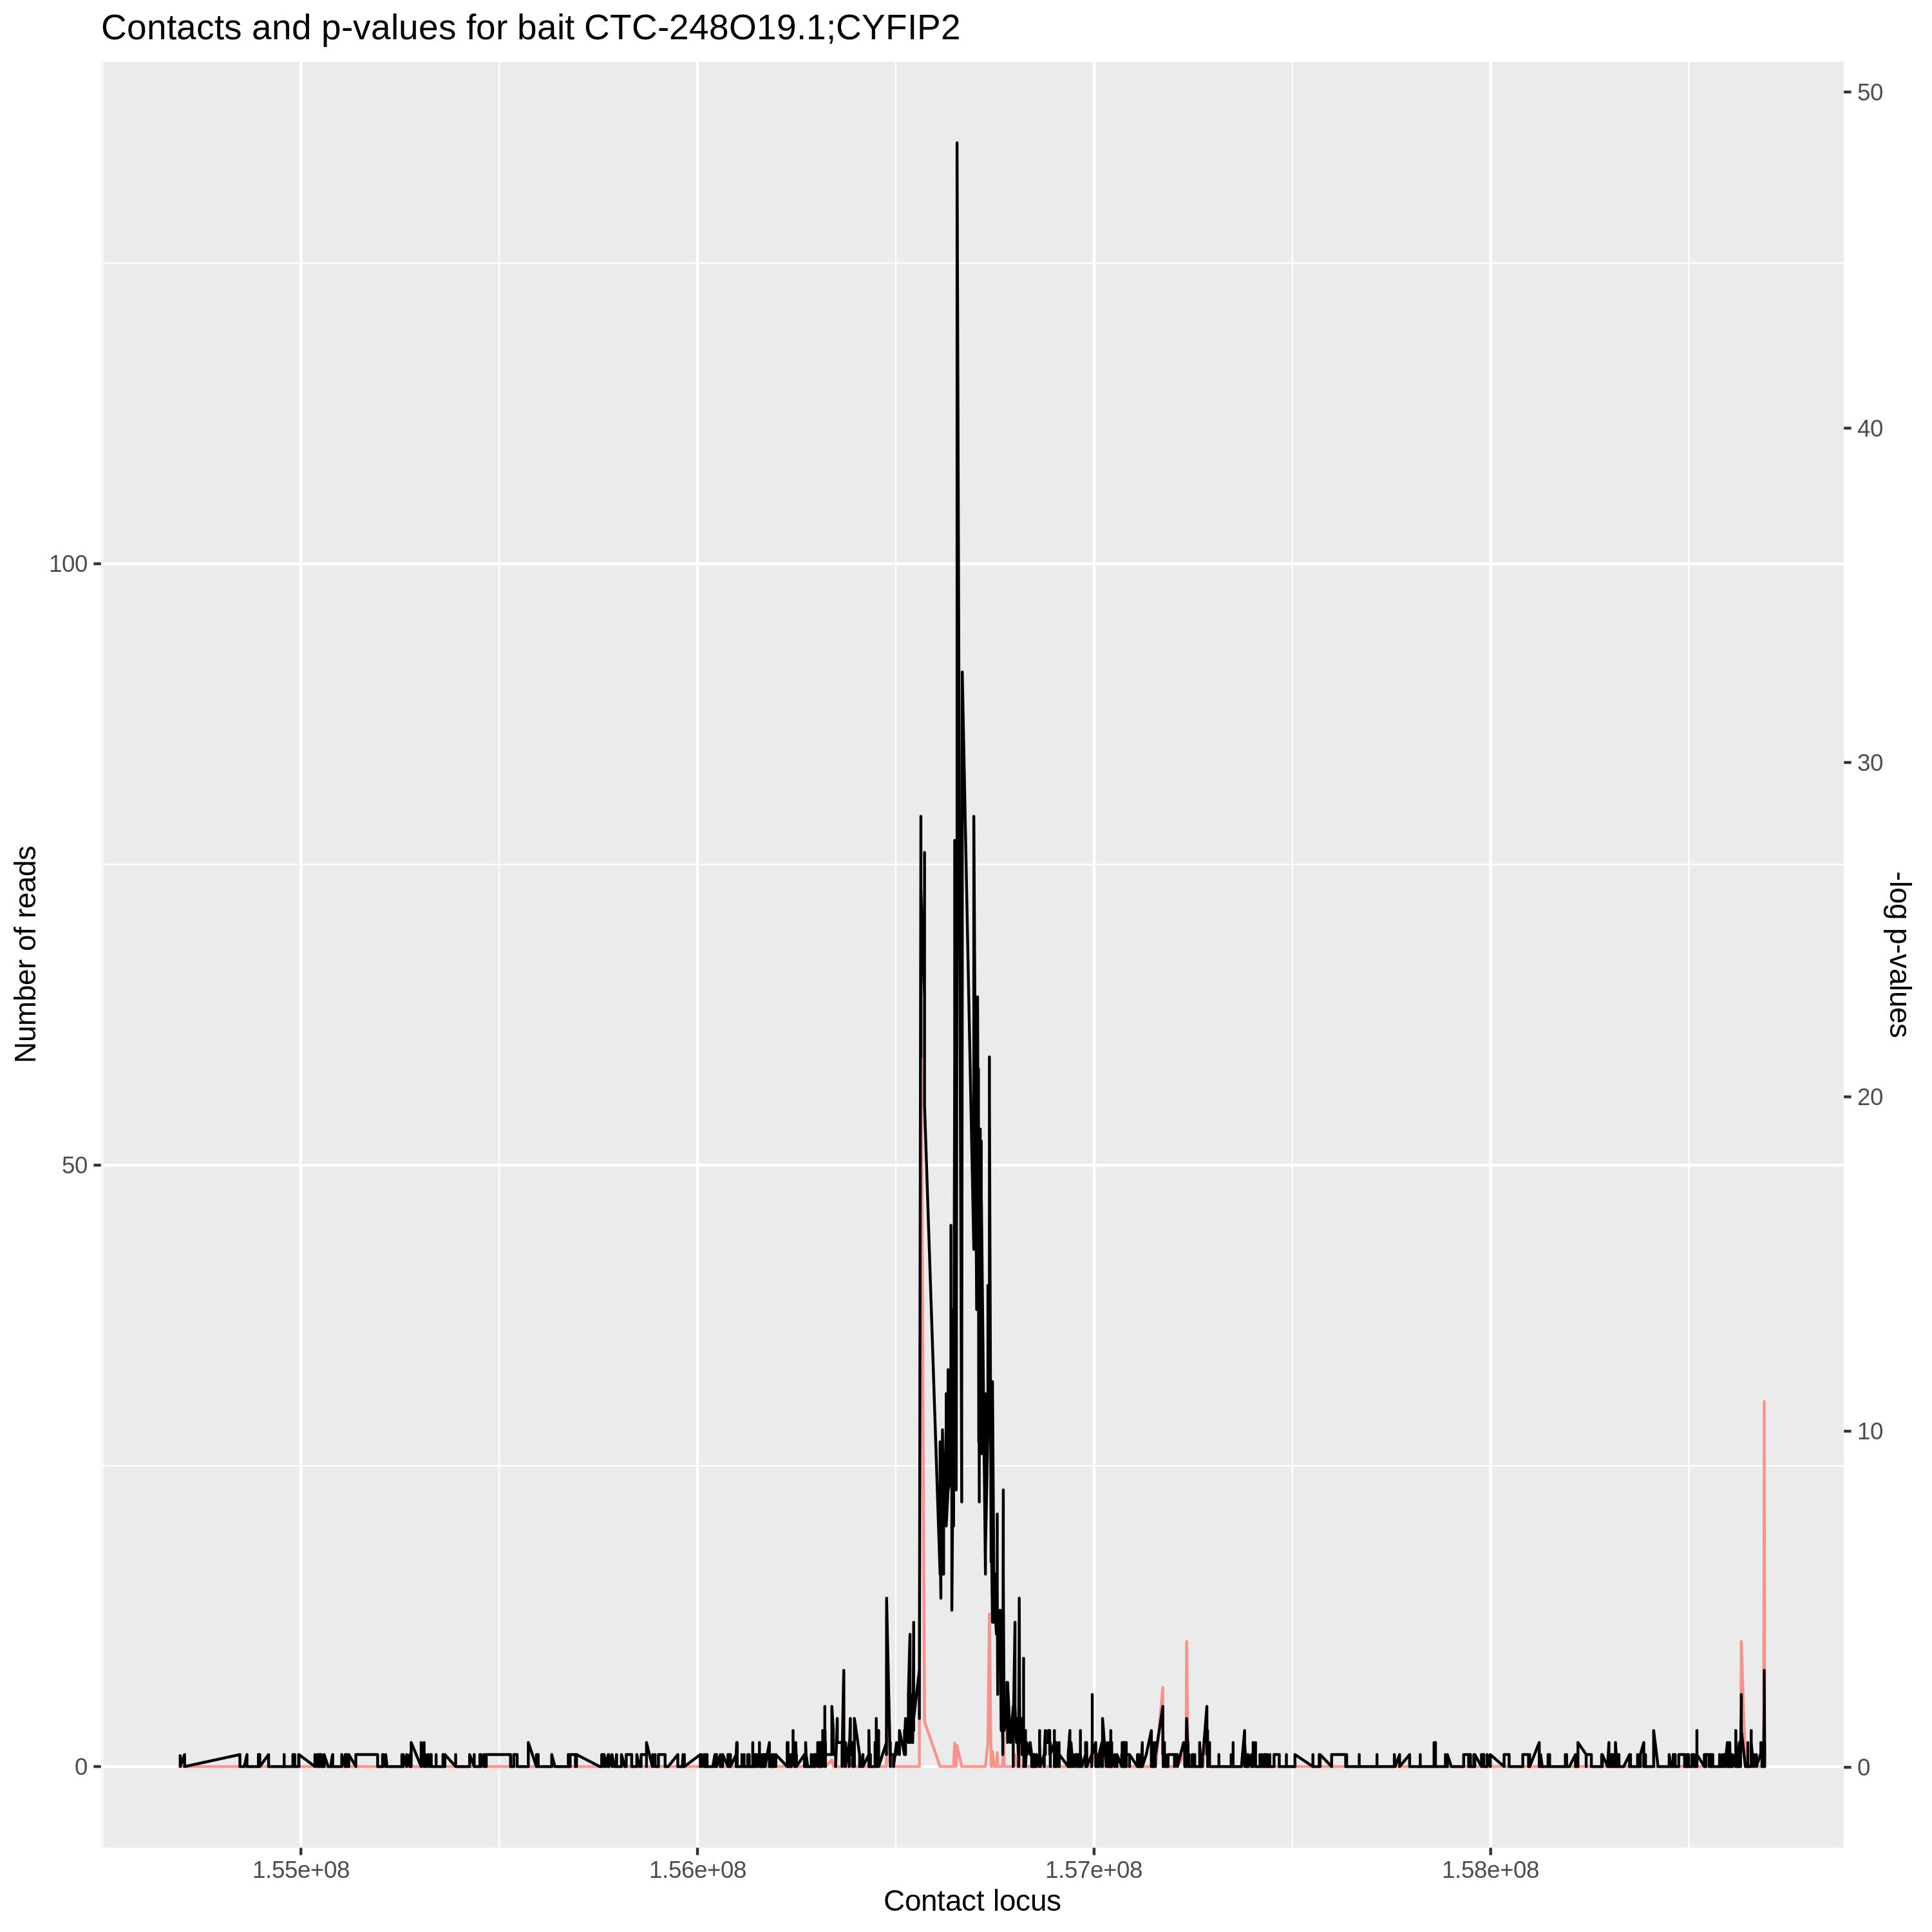 Contacts and p-values for bait CTC-248O19.1;CYFIP2
Number of reads
100
50
0
50
40
30
20
10
0
-log p-values
1.55e+08 1.56e+08 1.57e+08 1.58e+08
Contact locus